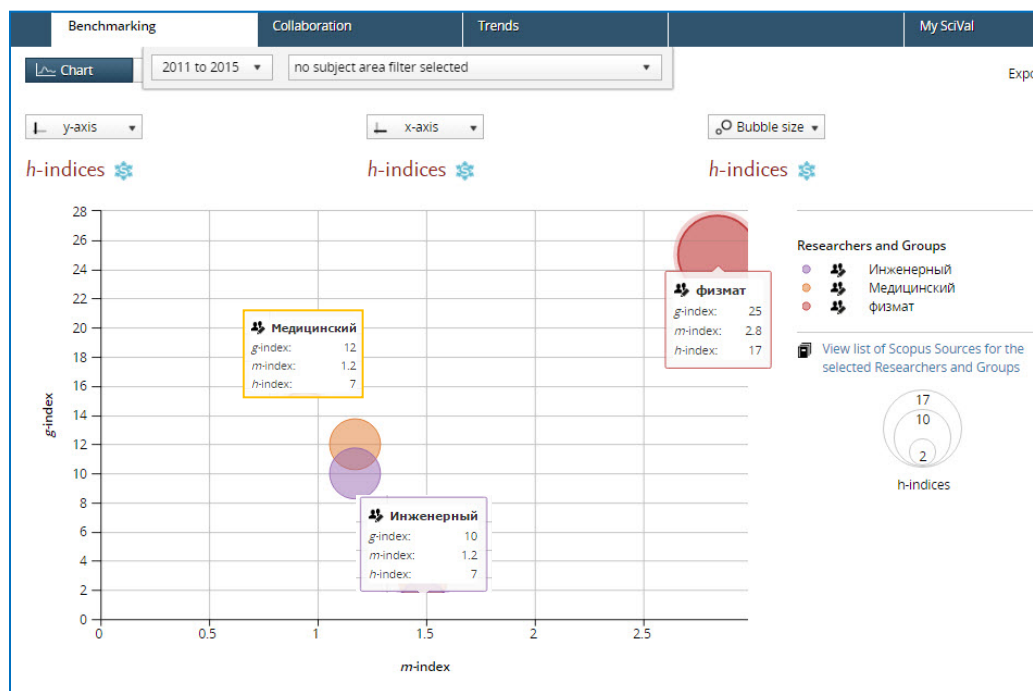 Benchmarking Collaboration Trends My SciVal
Chart 2011 to 2015 no subject area filter selected
y-axis x-axis Bubble size
h-indices h-indices h-indices
28
26
24
22
20
18
16
14
12
10
8
6
4
2
0
g-index
0 0.5 1 1.5 2 2.5
m-index
Медицинский
g-index: 12
m-index: 1.2
h-index: 7
Инженерный
g-index: 10
m-index: 1.2
h-index: 7
физмат
g-index: 25
m-index: 2.8
h-index: 17
Researchers and Groups
Инженерный
Медицинский
физмат
View list of Scopus Sources for the
selected Researchers and Groups
17
10
2
h-indices